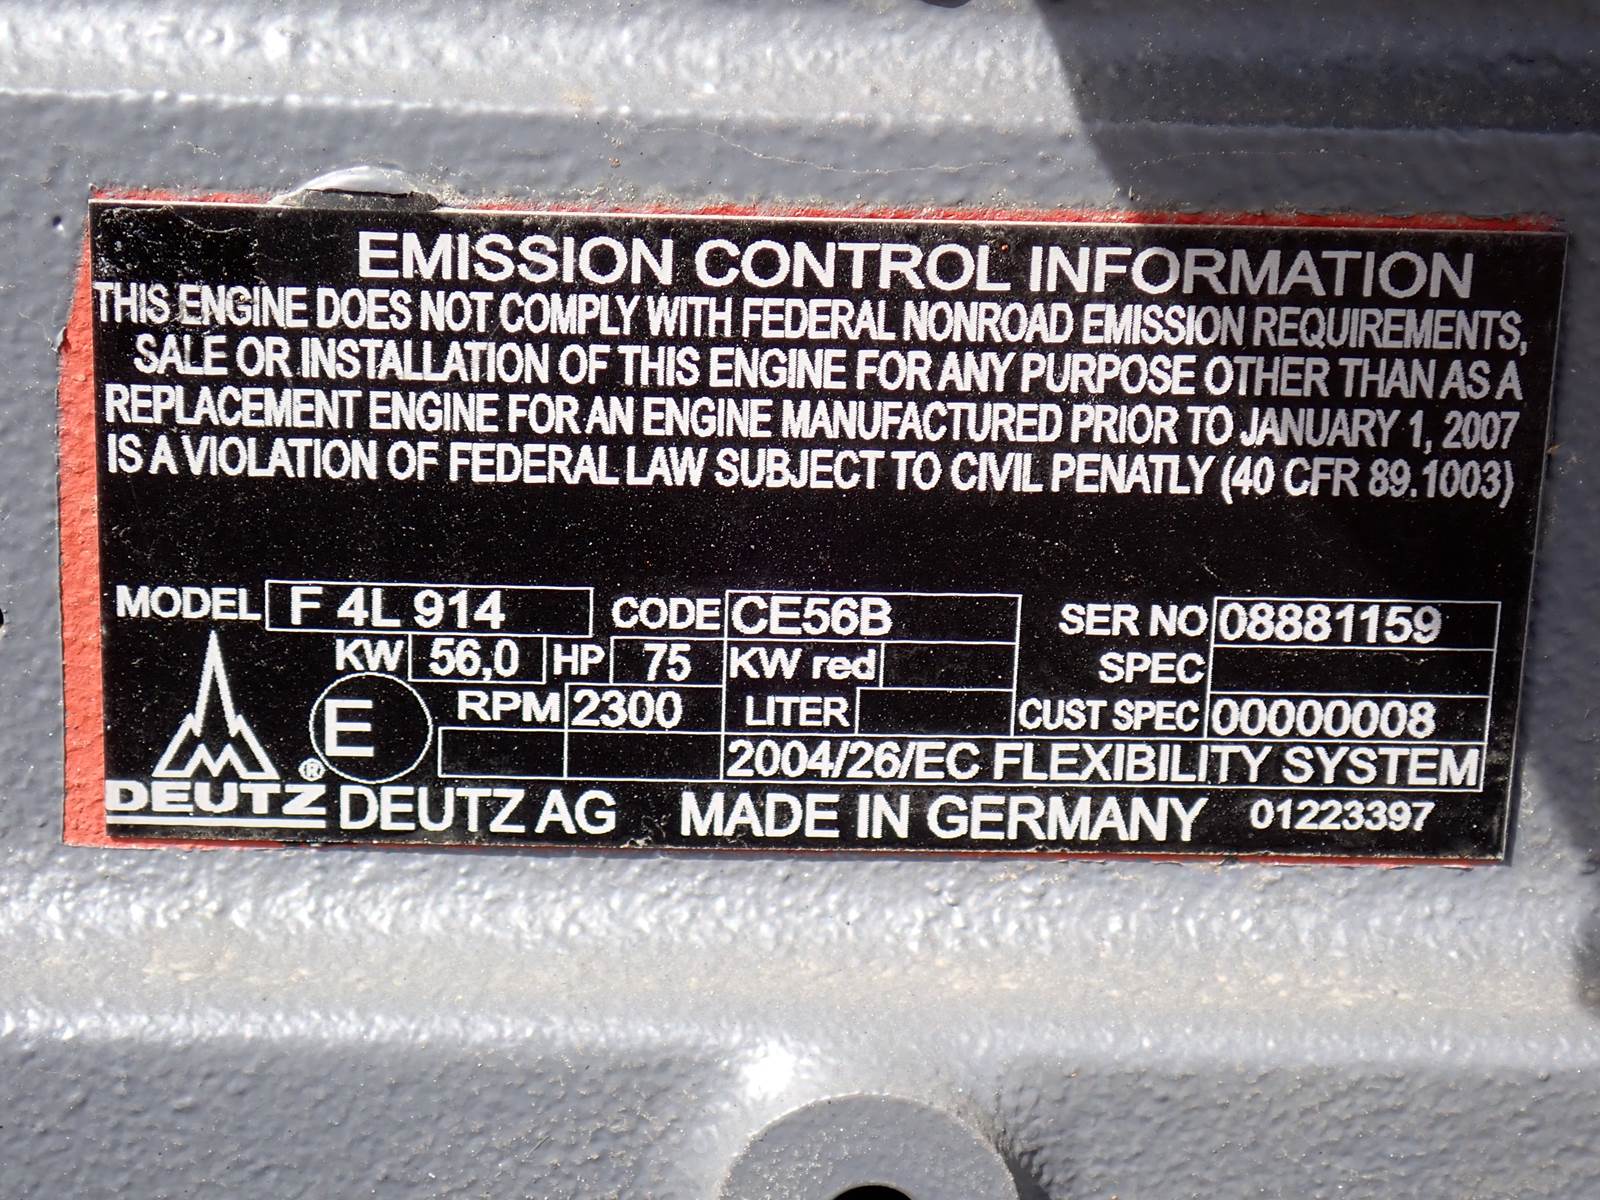 EMISSION CONTROL INFORMATION
THIS ENGINE DOES NOT COMPLY WITH FEDERAL NONROAD EMISSION REQUIREMENTS,
SALE OR INSTALLATION OF THIS ENGINE FOR ANY PURPOSE OTHER THAN AS A
REPLACEMENT ENGINE FOR AN ENGINE MANUFACTURED PRIOR TO JANUARY 1, 2007
IS A VIOLATION OF FEDERAL LAW SUBJECT TO CIVIL PENATLY (40 CFR 89.1003)
MODEL F 4L 914 CODE CE56B SER NO 08881159
KW 56,0 HP 75 KW red SPEC
E RPM 2300 LITER CUST SPEC 00000008
® 2004/26/EC FLEXIBILITY SYSTEM
DEUTZ DEUTZ AG MADE IN GERMANY 01223397